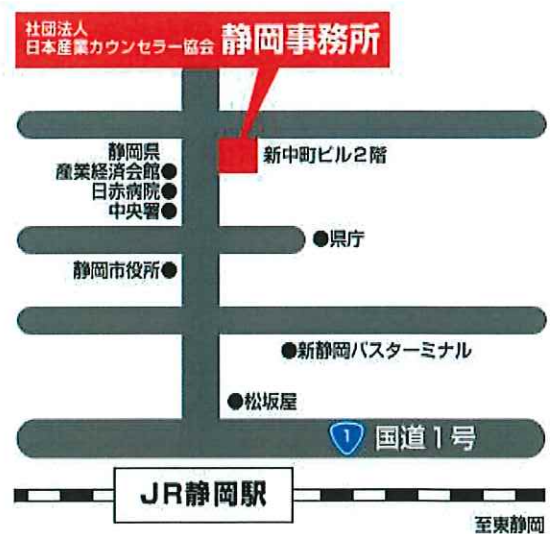 社団法人
日本産業カウンセラー協会 静岡事務所
静岡県
産業経済会館●
日赤病院●
中央署●
新中町ビル2階
●県庁
静岡市役所●
●新静岡バスターミナル
●松坂屋
1 国道1号
JR静岡駅
至東静岡